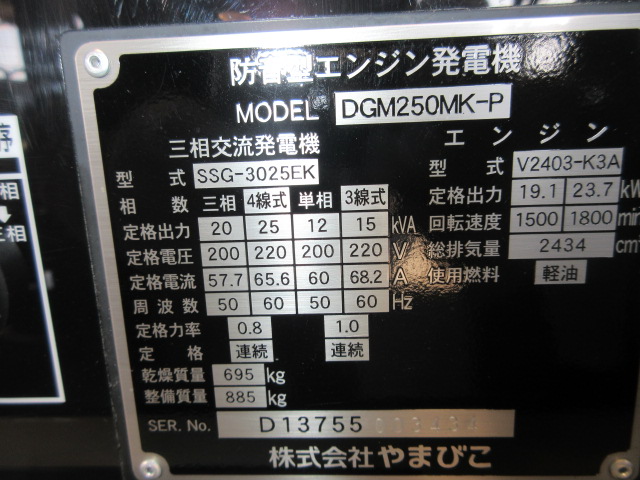 防音型エンジン発電機
MODEL DGM250MK-P
三相交流発電機
型式 SSG-3025EK
相数 三相 4線式 単相 3線式
定格出力 20 25 12 15 kVA
定格電圧 200 220 200 220 V
定格電流 57.7 65.6 60 68.2 A
周波数 50 60 50 60 Hz
定格力率 0.8 1.0
定格 連続 連続
乾燥質量 695 kg
整備質量 885 kg
エンジン
型式 V2403-K3A
定格出力 19.1 23.7
回転速度 1500 1800
総排気量 2434
使用燃料 軽油
SER. No. D13755
株式会社やまびこ